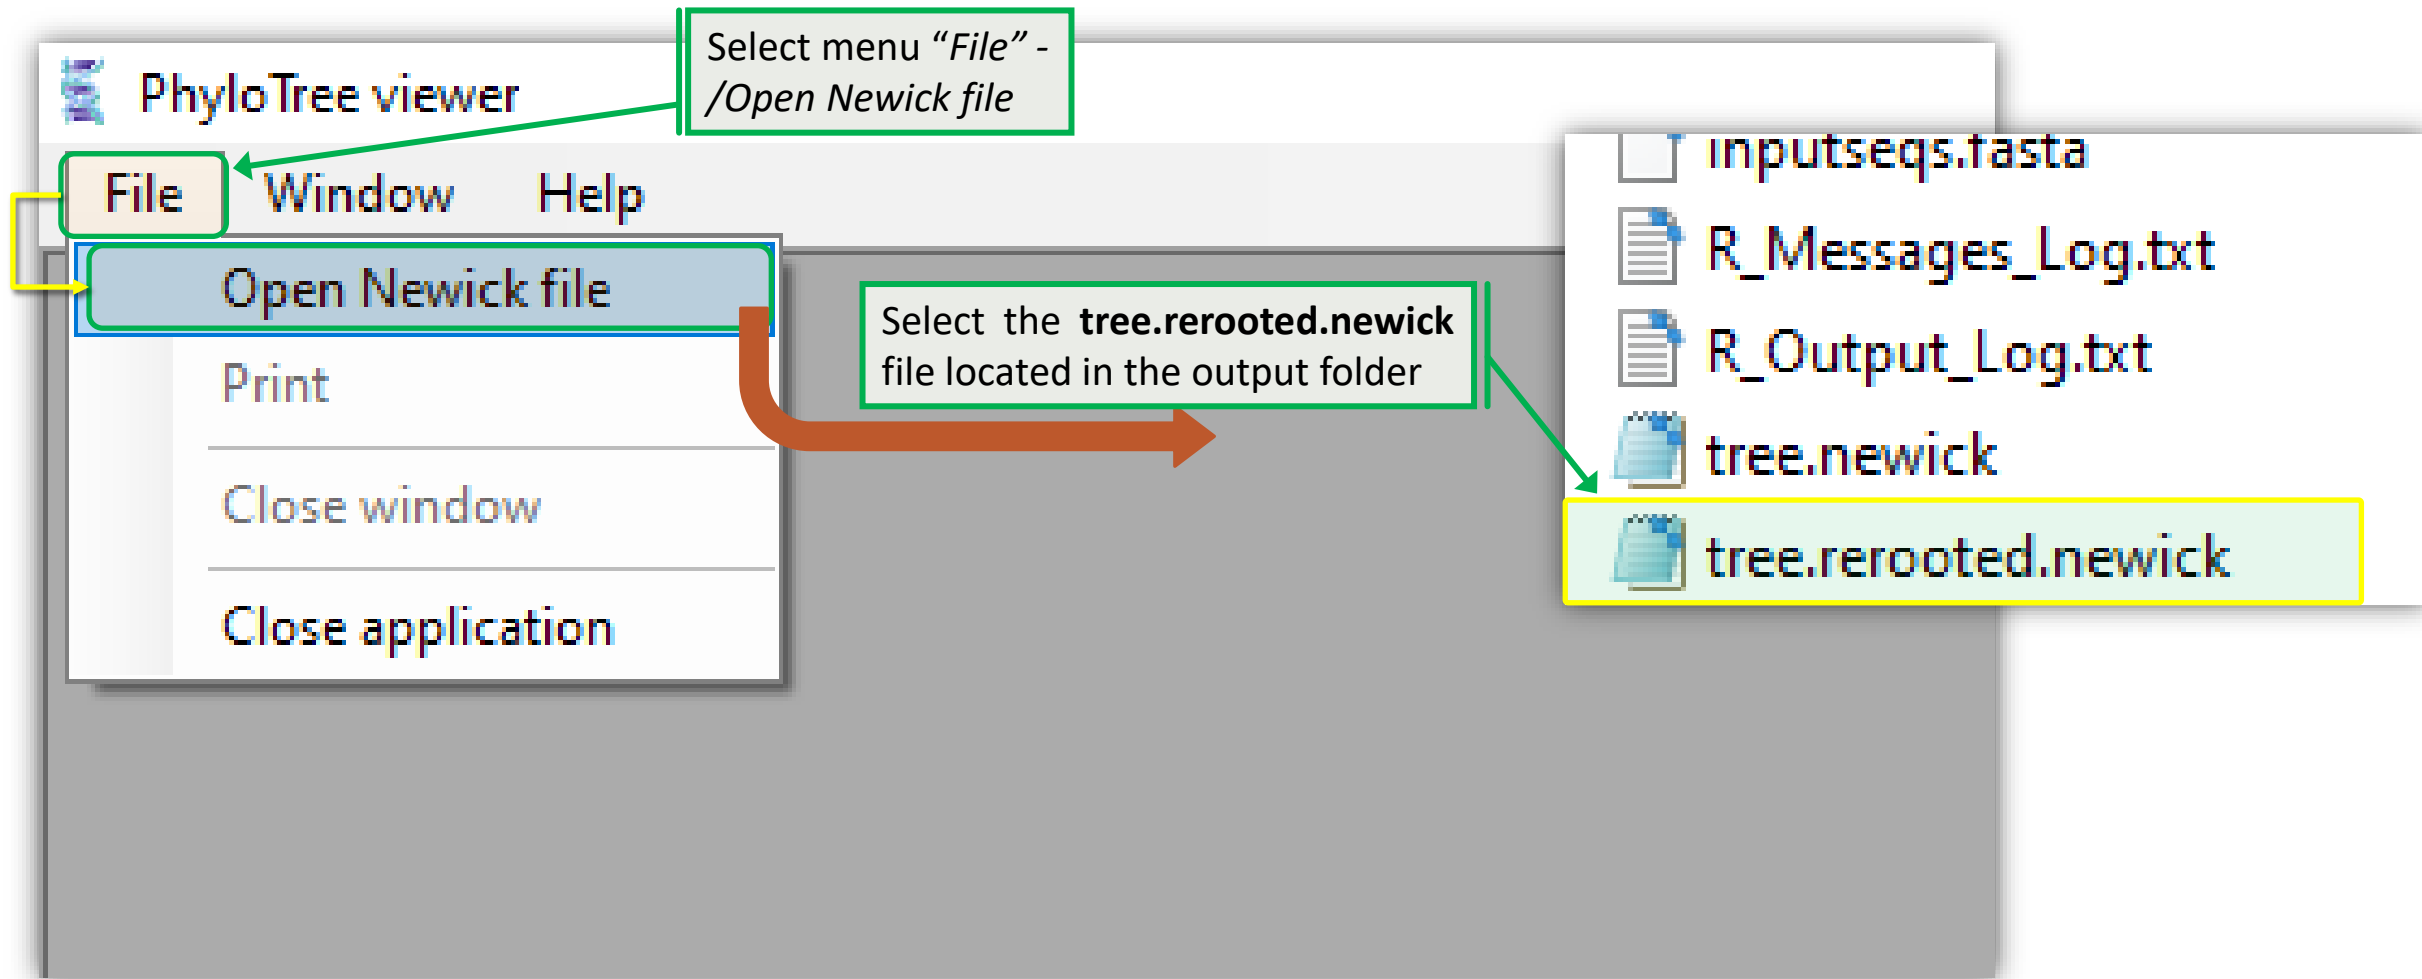 Select menu “File” -
/Open Newick file
PhyloTree viewer
File Window Help
Open Newick file
Print
Close window
Close application
Select the tree.rerooted.newick
file located in the output folder
inputseqs.fasta
R_Messages_Log.txt
R_Output_Log.txt
tree.newick
tree.rerooted.newick